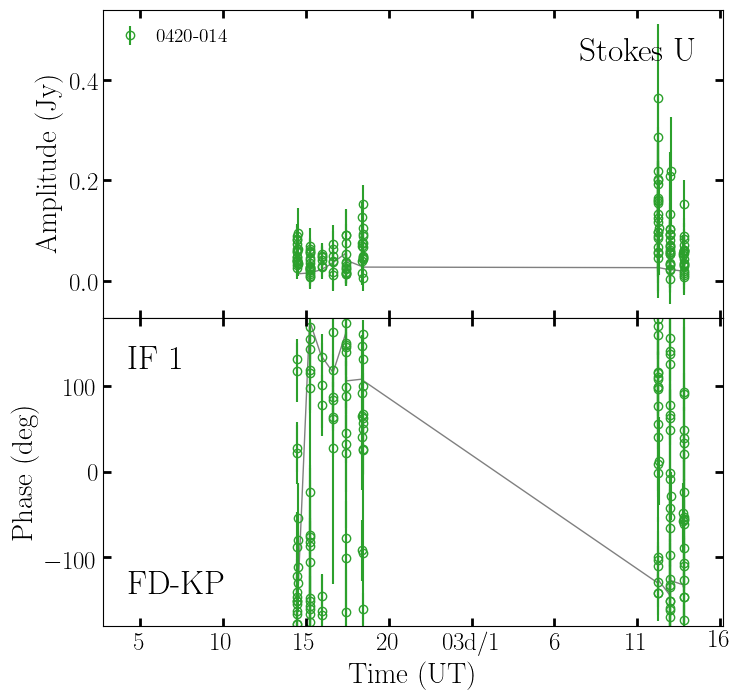 0420-014
Stokes U
Amplitude (Jy)
0.4
0.2
0.0
IF 1
FD-KP
Phase (deg)
100
0
−100
5 10 15 20 03d/1 6 11 16
Time (UT)